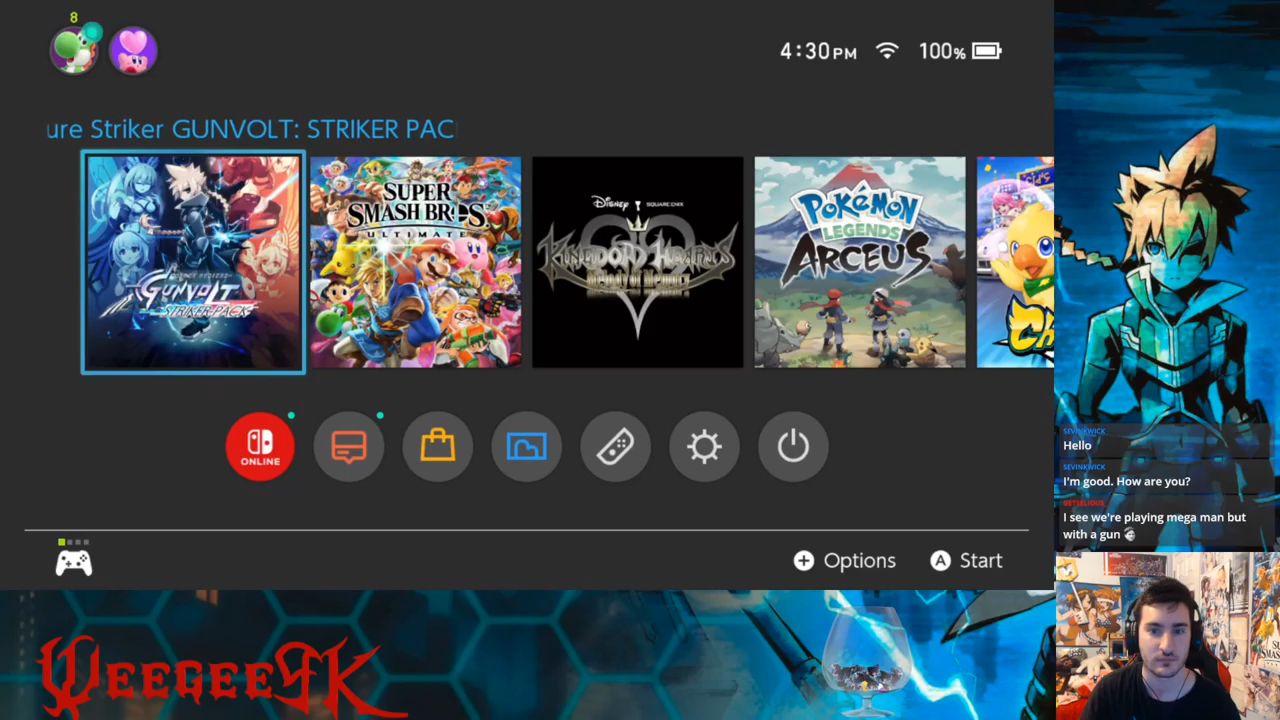 8
4:30PM
100%
ure Striker GUNVOLT: STRIKER PAC
GUNVOLT
STRIKER PACK
SUPER
SMASH BROS.
ULTIMATE
Disney
SQUARE ENIX
KINGDOM HEARTS
Pokémon
LEGENDS
ARCEUS
Ch
ONLINE
Options
Start
SEVINKWICK
Hello
SEVINKWICK
I'm good. How are you?
I see we're playing mega man but
with a gun
WEEGEETK